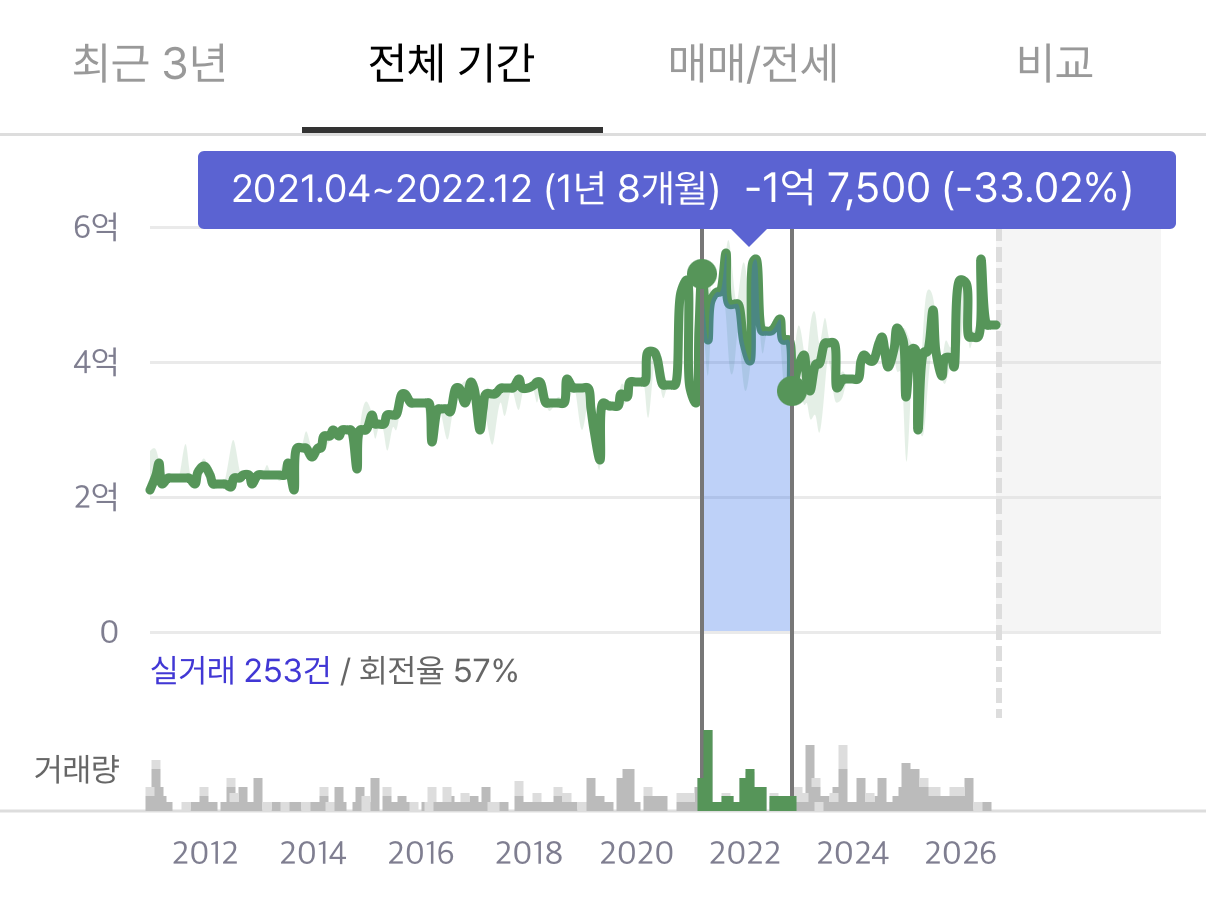 최근 3년 전체 기간 매매/전세 비교
2021.04~2022.12 (1년 8개월) -1억 7,500 (-33.02%)
6억
4억
2억
0
실거래 253건 / 회전율 57%
거래량
2012 2014 2016 2018 2020 2022 2024 2026